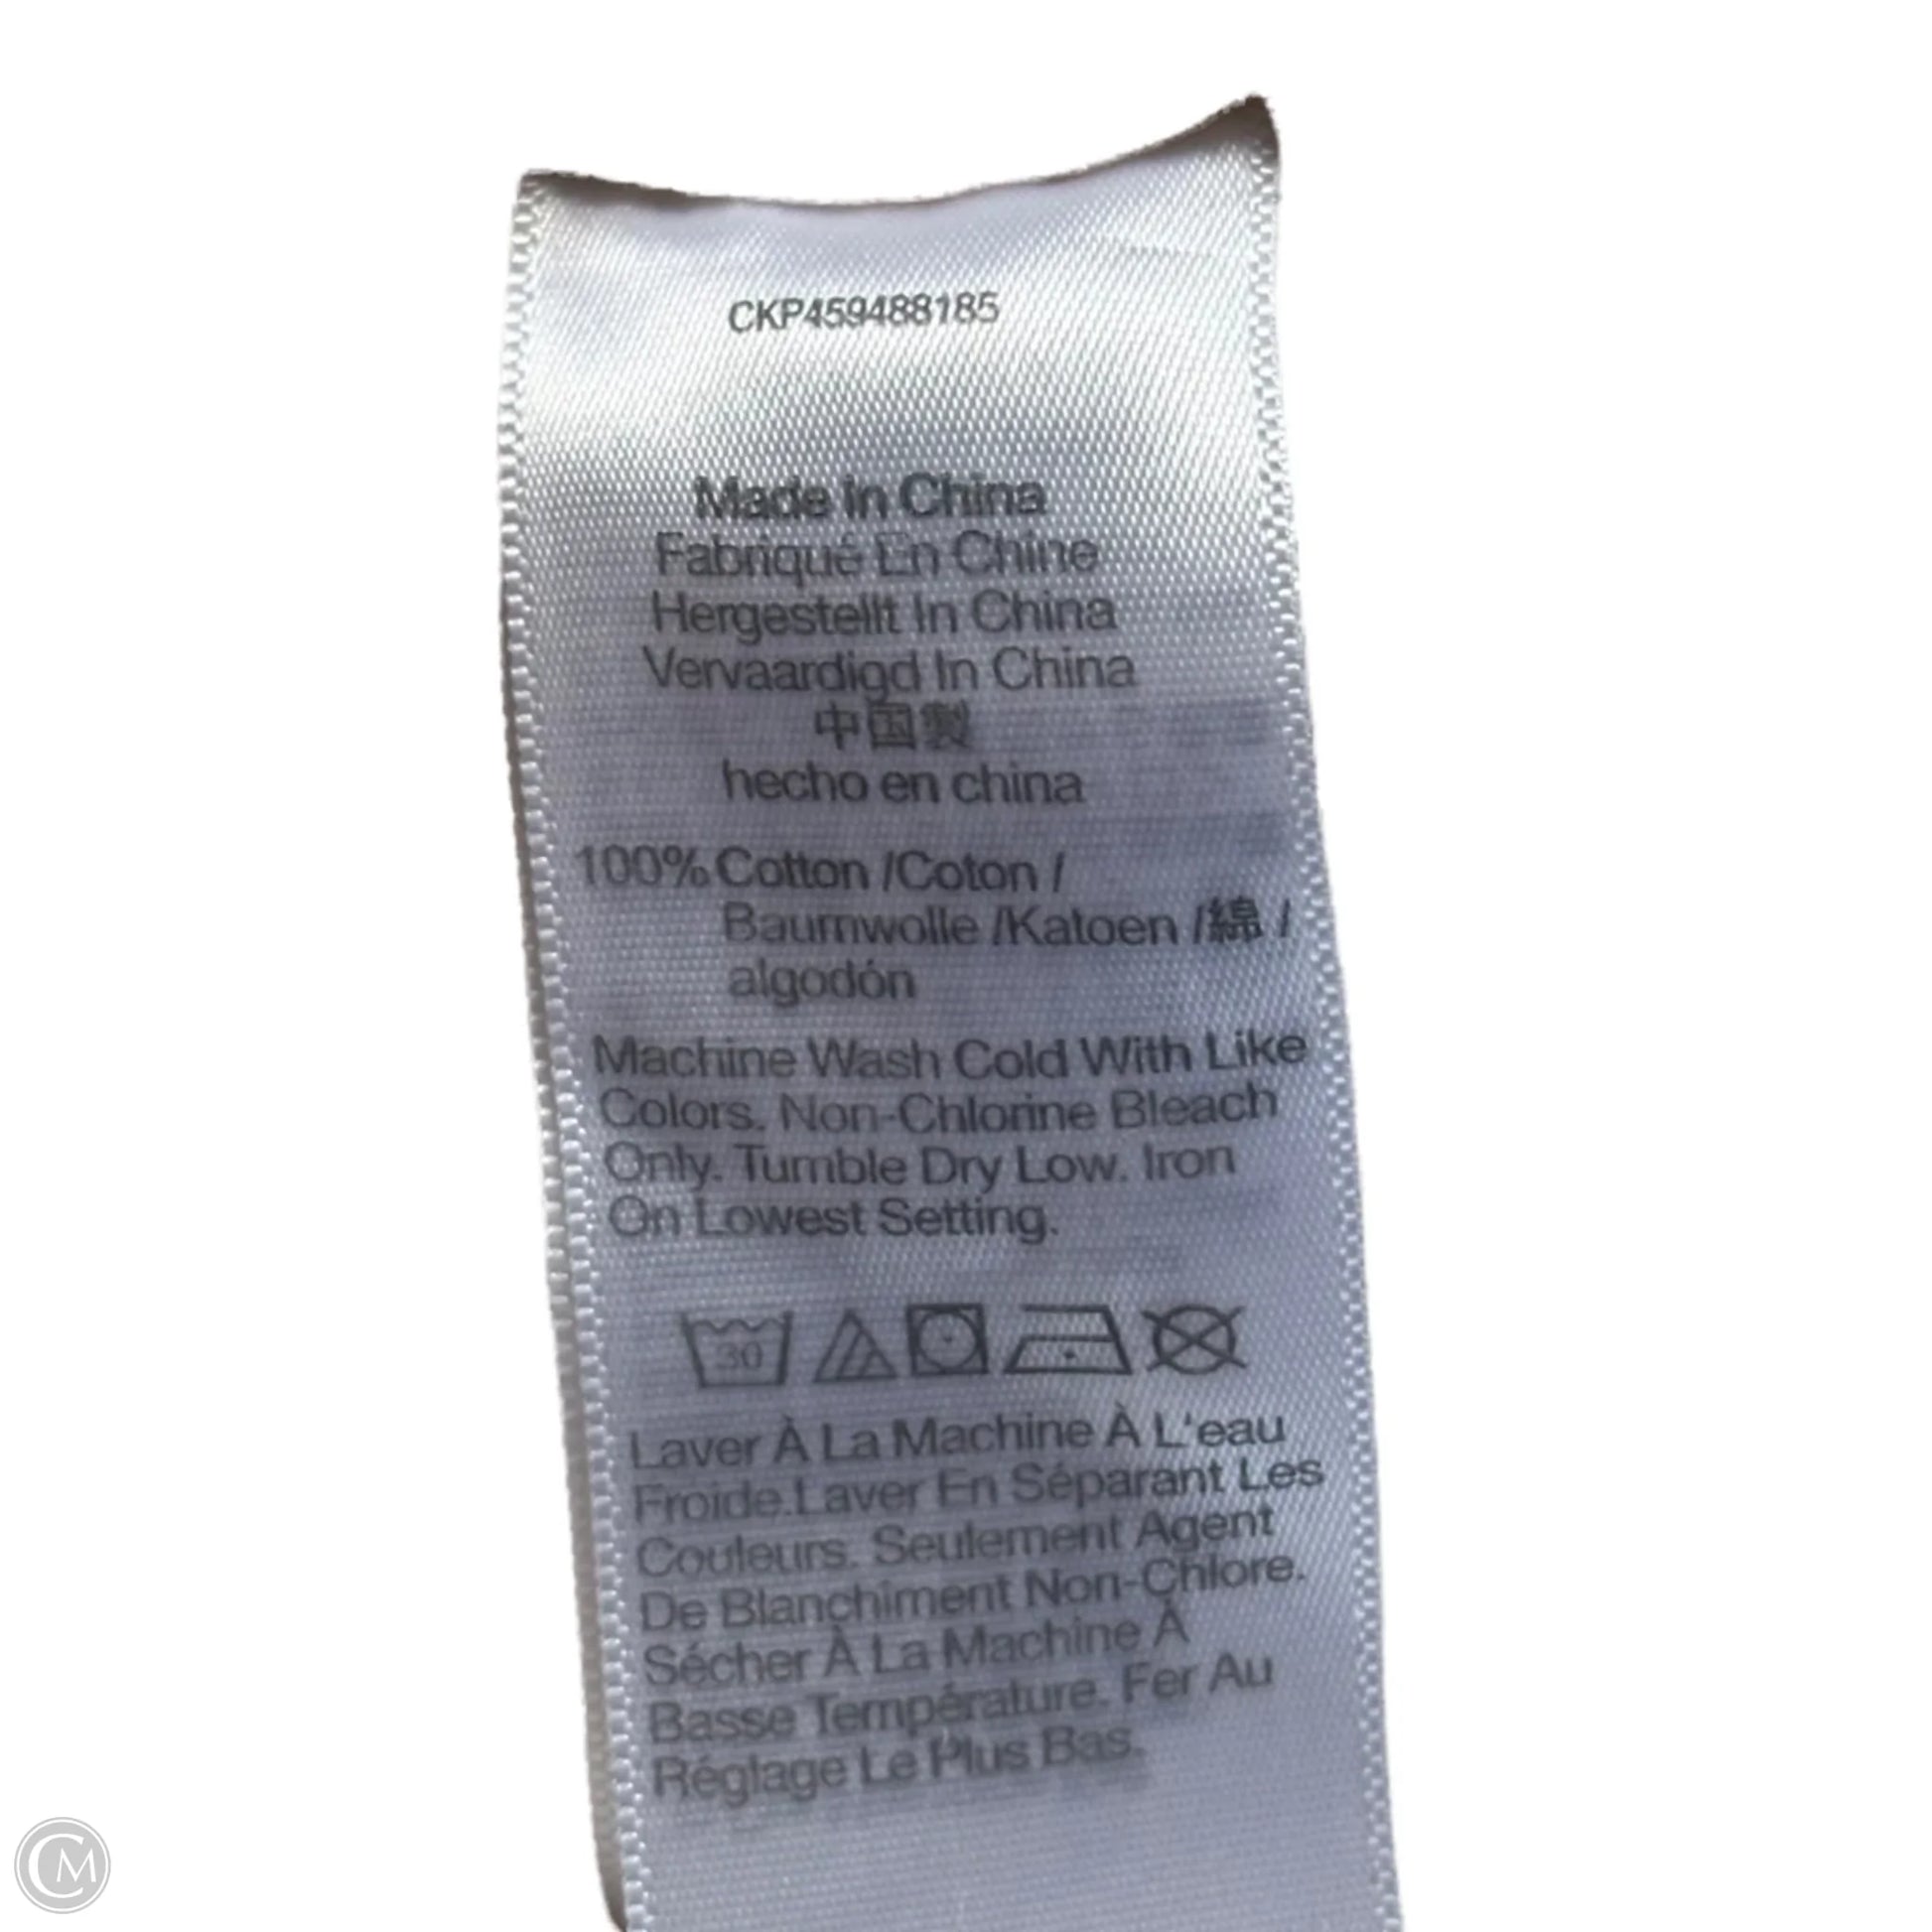 CKP459488185
Made In China
Fabriqué En Chine
Hergestellt In China
Vervaardigd In China
中国製
hecho en china
100% Cotton /Coton /
Baumwolle /Katoen /綿 /
algodón
Machine Wash Cold With Like
Colors. Non-Chlorine Bleach
Only. Tumble Dry Low. Iron
On Lowest Setting.
30
Laver À La Machine À L'eau
Froide.Laver En Séparant Les
Couleurs. Seulement Agent
De Blanchiment Non-Chlore.
Sécher À La Machine À
Basse Température. Fer Au
Réglage Le Plus Bas.
CM